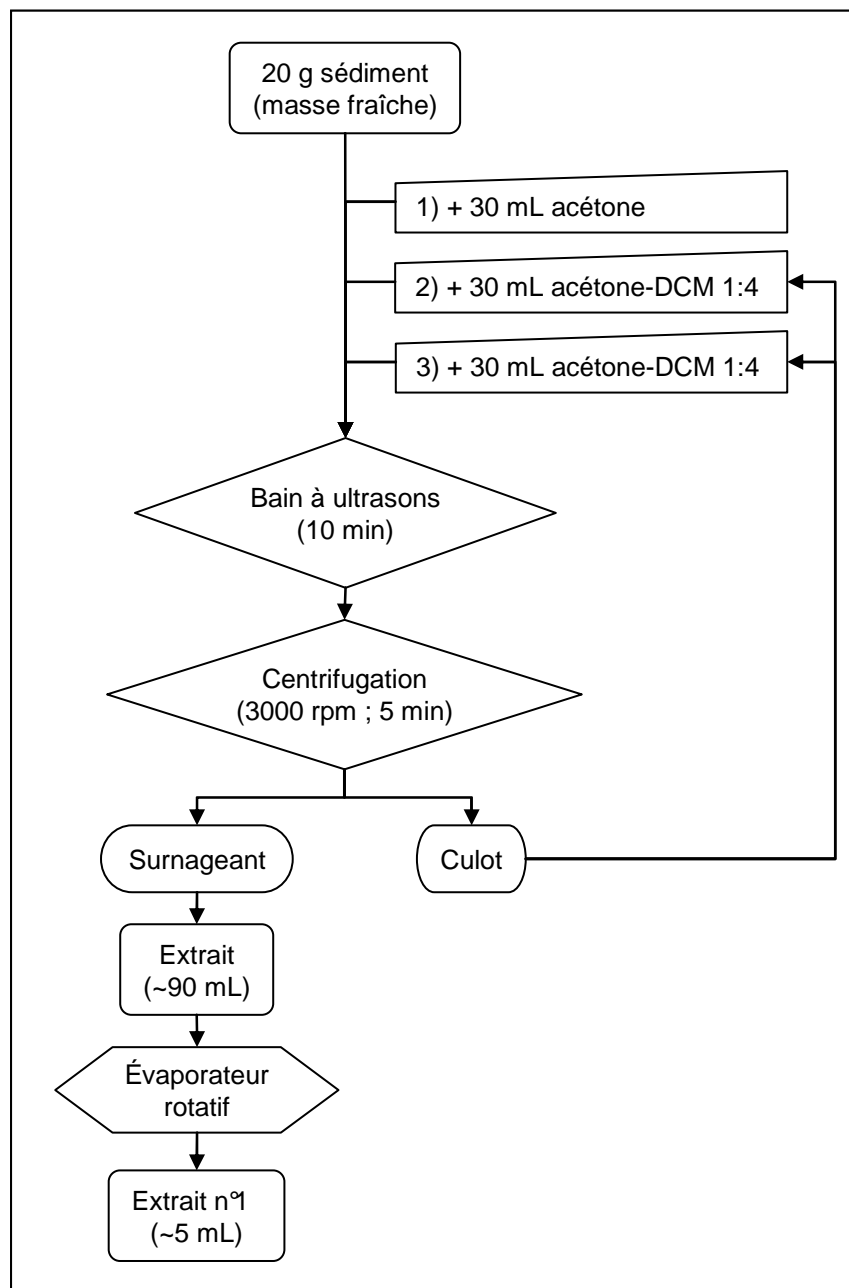 20 g sédiment
(masse fraîche)
1) + 30 mL acétone
2) + 30 mL acétone-DCM 1:4
3) + 30 mL acétone-DCM 1:4
Bain à ultrasons
(10 min)
Centrifugation
(3000 rpm ; 5 min)
Surnageant
Culot
Extrait
(~90 mL)
Évaporateur
rotatif
Extrait n°1
(~5 mL)